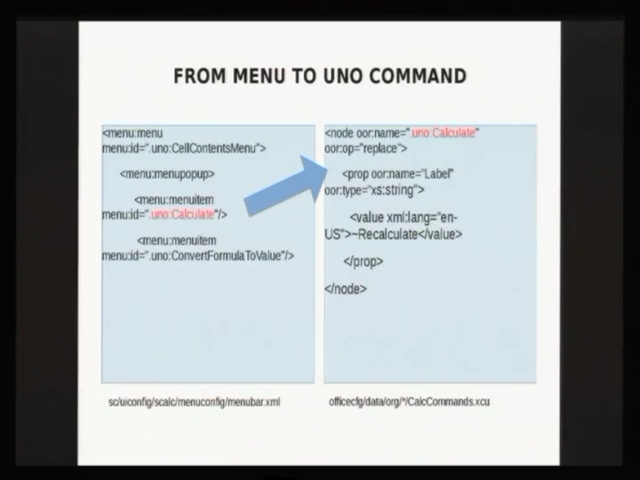 FROM MENU TO UNO COMMAND
<menu:menu
menu:id=".uno:CellContentsMenu">
<menu:menupopup>
<menu:menuitem
menu:id=".uno:Calculate"/>
<menu:menuitem
menu:id=".uno:ConvertFormulaToValue"/>
<node oor:name=".uno:Calculate"
oor:op="replace">
<prop oor:name="Label"
oor:type="xs:string">
<value xml:lang="en-
US">~Recalculate</value>
</prop>
</node>
sc/uiconfig/scalc/menuconfig/menubar.xml
officecfg/data/org/*/CalcCommands.xcu